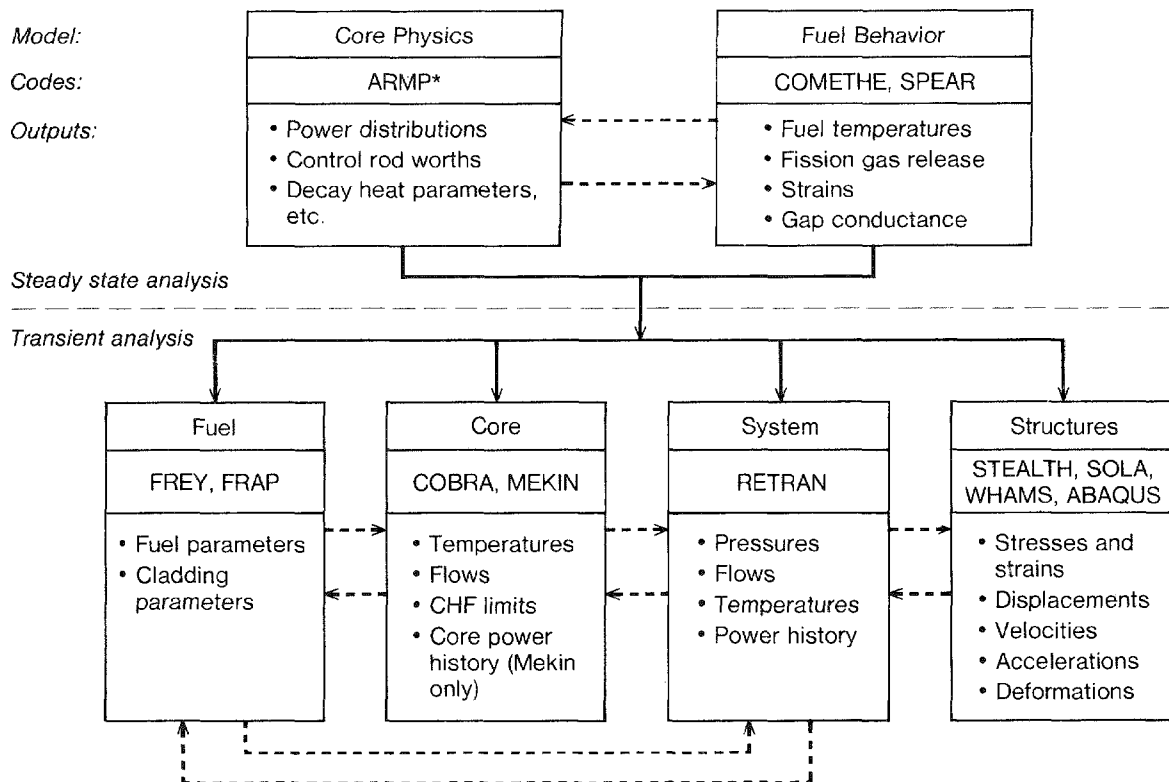 Model:
Core Physics
Fuel Behavior
Codes:
ARMP*
COMETHE, SPEAR
Outputs:
• Power distributions
• Control rod worths
• Decay heat parameters,
etc.
• Fuel temperatures
• Fission gas release
• Strains
• Gap conductance
Steady state analysis
Transient analysis
Fuel
FREY, FRAP
• Fuel parameters
• Cladding
parameters
Core
COBRA, MEKIN
• Temperatures
• Flows
• CHF limits
• Core power
history (Mekin
only)
System
RETRAN
• Pressures
• Flows
• Temperatures
• Power history
Structures
STEALTH, SOLA,
WHAMS, ABAQUS
• Stresses and
strains
• Displacements
• Velocities
• Accelerations
• Deformations